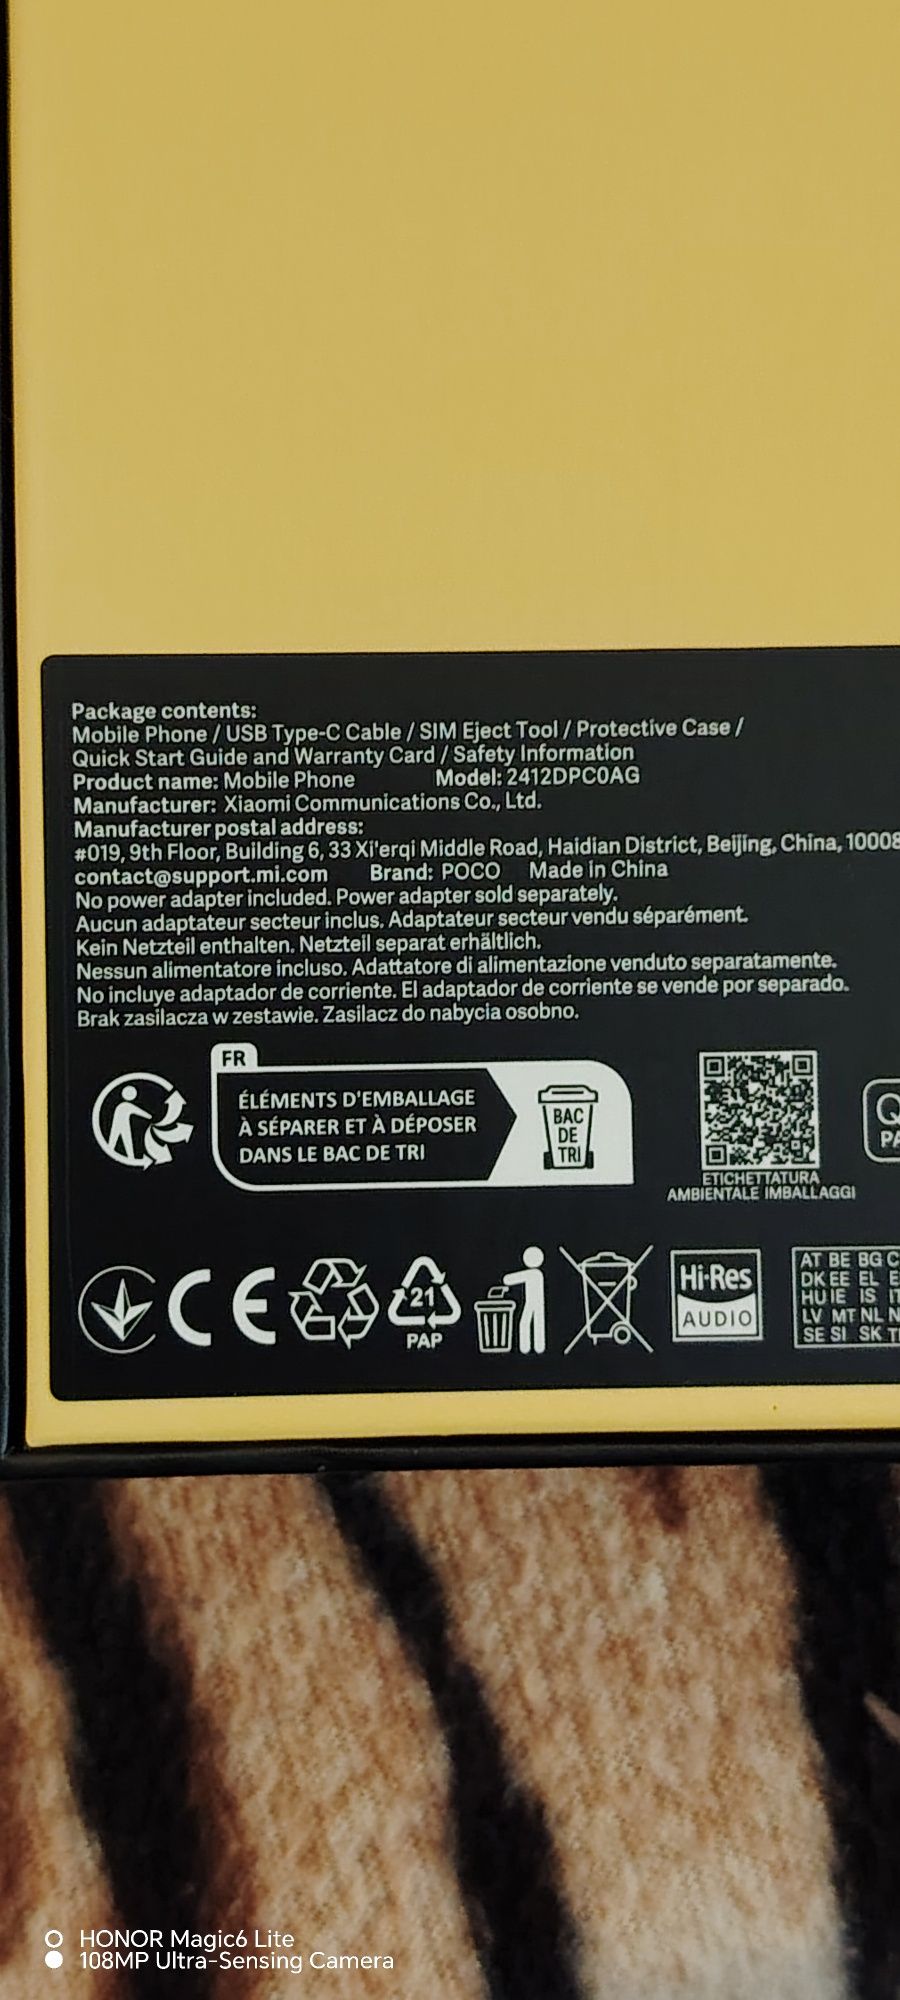 Package contents:
Mobile Phone / USB Type-C Cable / SIM Eject Tool / Protective Case /
Quick Start Guide and Warranty Card / Safety Information
Product name: Mobile Phone Model: 2412DPC0AG
Manufacturer: Xiaomi Communications Co., Ltd.
Manufacturer postal address:
#019, 9th Floor, Building 6, 33 Xi'erqi Middle Road, Haidian District, Beijing, China, 10008
contact@support.mi.com Brand: POCO Made in China
No power adapter included. Power adapter sold separately.
Aucun adaptateur secteur inclus. Adaptateur secteur vendu séparément.
Kein Netzteil enthalten. Netzteil separat erhältlich.
Nessun alimentatore incluso. Adattatore di alimentazione venduto separatamente.
No incluye adaptador de corriente. El adaptador de corriente se vende por separado.
Brak zasilacza w zestawie. Zasilacz do nabycia osobno.
FR
ÉLÉMENTS D'EMBALLAGE
À SÉPARER ET À DÉPOSER
DANS LE BAC DE TRI
BAC
DE
TRI
ETICHETTATURA
AMBIENTALE IMBALLAGGI
CE
21
PAP
Hi-Res
AUDIO
AT BE BG
DK EE EL
HU IE IS
LV MT NL
SE SI SK
HONOR Magic6 Lite
108MP Ultra-Sensing Camera